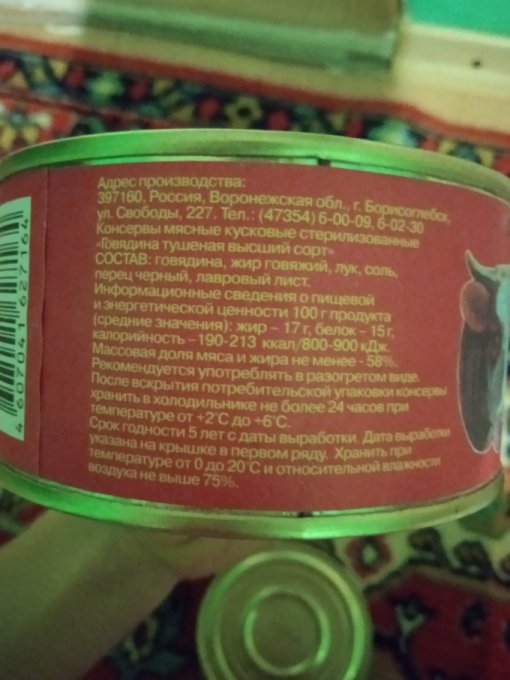 Адрес производства:
397160, Россия, Воронежская обл., г. Борисоглебск,
ул. Свободы, 227. Тел.: (47354) 6-00-09, 6-02-30
Консервы мясные кусковые стерилизованные
«Говядина тушеная высший сорт»
СОСТАВ: говядина, жир говяжий, лук, соль,
перец черный, лавровый лист.
Информационные сведения о пищевой
и энергетической ценности 100 г продукта
(средние значения): жир – 17 г, белок – 15 г,
калорийность –190-213 ккал/800-900 кДж.
Массовая доля мяса и жира не менее - 58%.
Рекомендуется употреблять в разогретом виде.
После вскрытия потребительской упаковки консервы
хранить в холодильнике не более 24 часов при
температуре от +2°С до +6°С.
Срок годности 5 лет с даты выработки. Дата выработки
указана на крышке в первом ряду. Хранить при
температуре от 0 до 20°С и относительной влажности
воздуха не выше 75%.
4 607041 627164